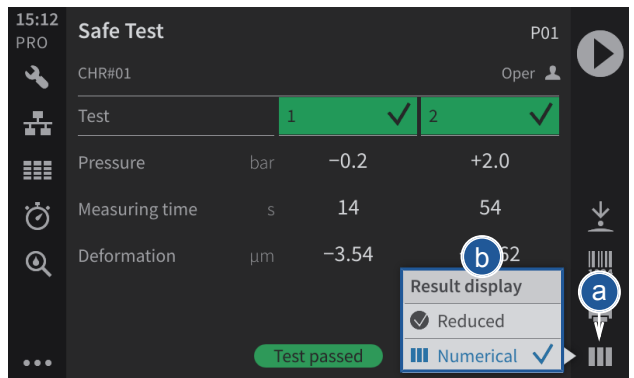 15:12
PRO
Safe Test
P01
CHR#01
Oper
Test
1
2
Pressure bar −0.2 +2.0
Measuring time s 14 54
Deformation µm −3.54
b
a
Result display
Reduced
Numerical
Test passed